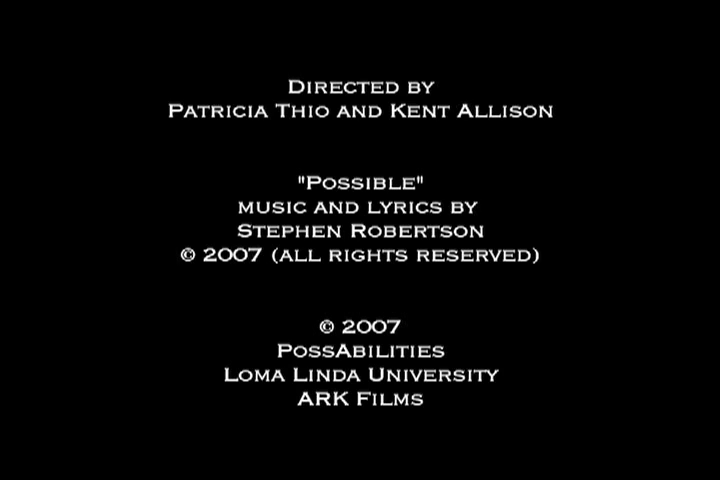 Directed by
Patricia Thio and Kent Allison
"Possible"
music and lyrics by
Stephen Robertson
© 2007 (all rights reserved)
© 2007
PossAbilities
Loma Linda University
ARK Films